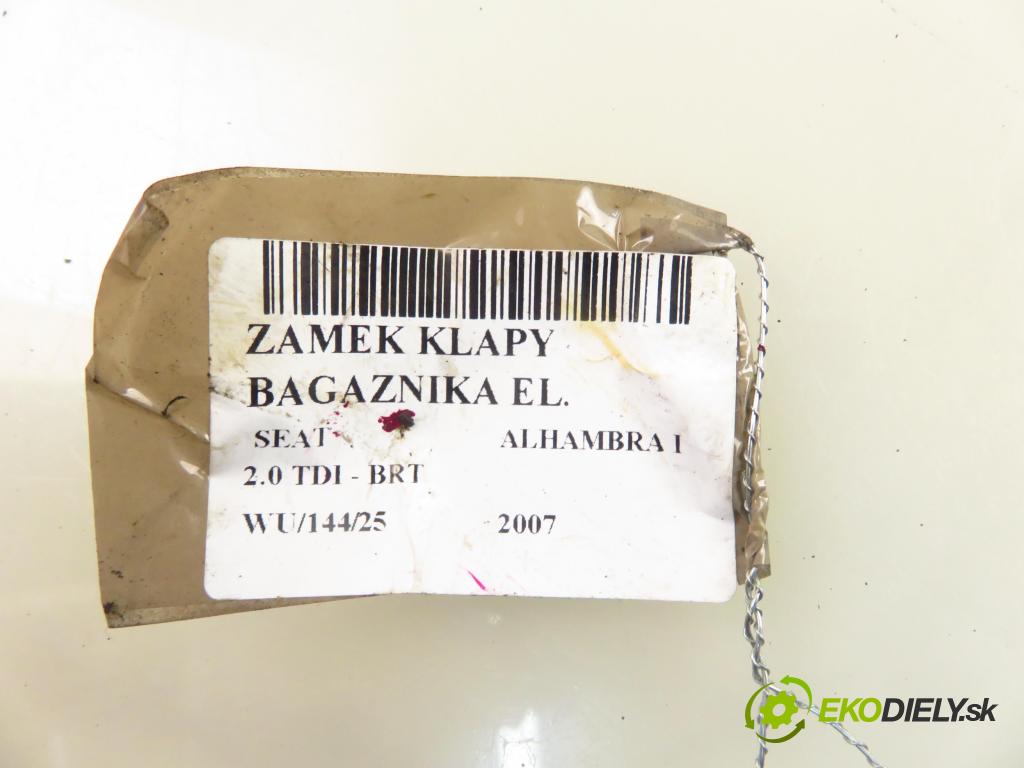 ZAMEK KLAPY
BAGAZNIKA EL.
SEAT ALHAMBRA I
2.0 TDI - BRT
WU/144/25 2007
EKODIELY.sk